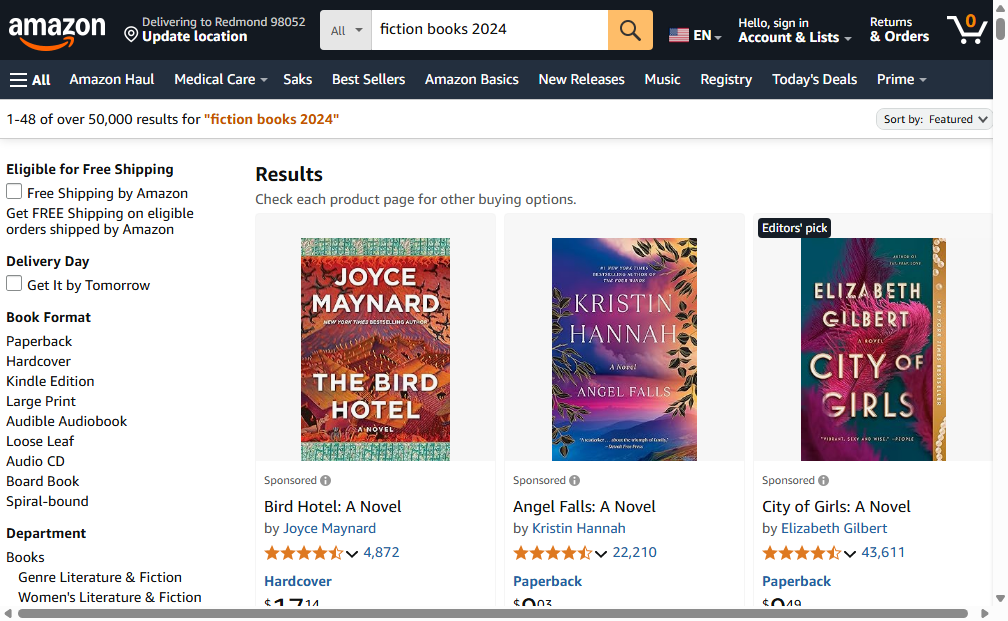 amazon
Delivering to Redmond 98052
Update location
All
fiction books 2024
EN
Hello, sign in
Account & Lists
Returns
& Orders
0
All
Amazon Haul
Medical Care
Saks
Best Sellers
Amazon Basics
New Releases
Music
Registry
Today's Deals
Prime
1-48 of over 50,000 results for "fiction books 2024"
Sort by: Featured
Eligible for Free Shipping
Free Shipping by Amazon
Get FREE Shipping on eligible
orders shipped by Amazon
Delivery Day
Get It by Tomorrow
Book Format
Paperback
Hardcover
Kindle Edition
Large Print
Audible Audiobook
Loose Leaf
Audio CD
Board Book
Spiral-bound
Department
Books
Genre Literature & Fiction
Women's Literature & Fiction
Results
Check each product page for other buying options.
JOYCE
MAYNARD
NEW YORK TIMES BESTSELLING AUTHOR
THE BIRD
HOTEL
A NOVEL
Sponsored
Bird Hotel: A Novel
by Joyce Maynard
4,872
Hardcover
$17.14
#1 NEW YORK TIMES
BESTSELLING AUTHOR OF
THE FOUR WINDS
KRISTIN
HANNAH
A Novel
ANGEL FALLS
Sponsored
Angel Falls: A Novel
by Kristin Hannah
22,210
Paperback
$9.03
Editors' pick
ELIZABETH
GILBERT
A NOVEL
CITY OF
GIRLS
"VIBRANT, SEXY AND WISE." —PEOPLE
NEW YORK TIMES BESTSELLER
Sponsored
City of Girls: A Novel
by Elizabeth Gilbert
43,611
Paperback
$9.49